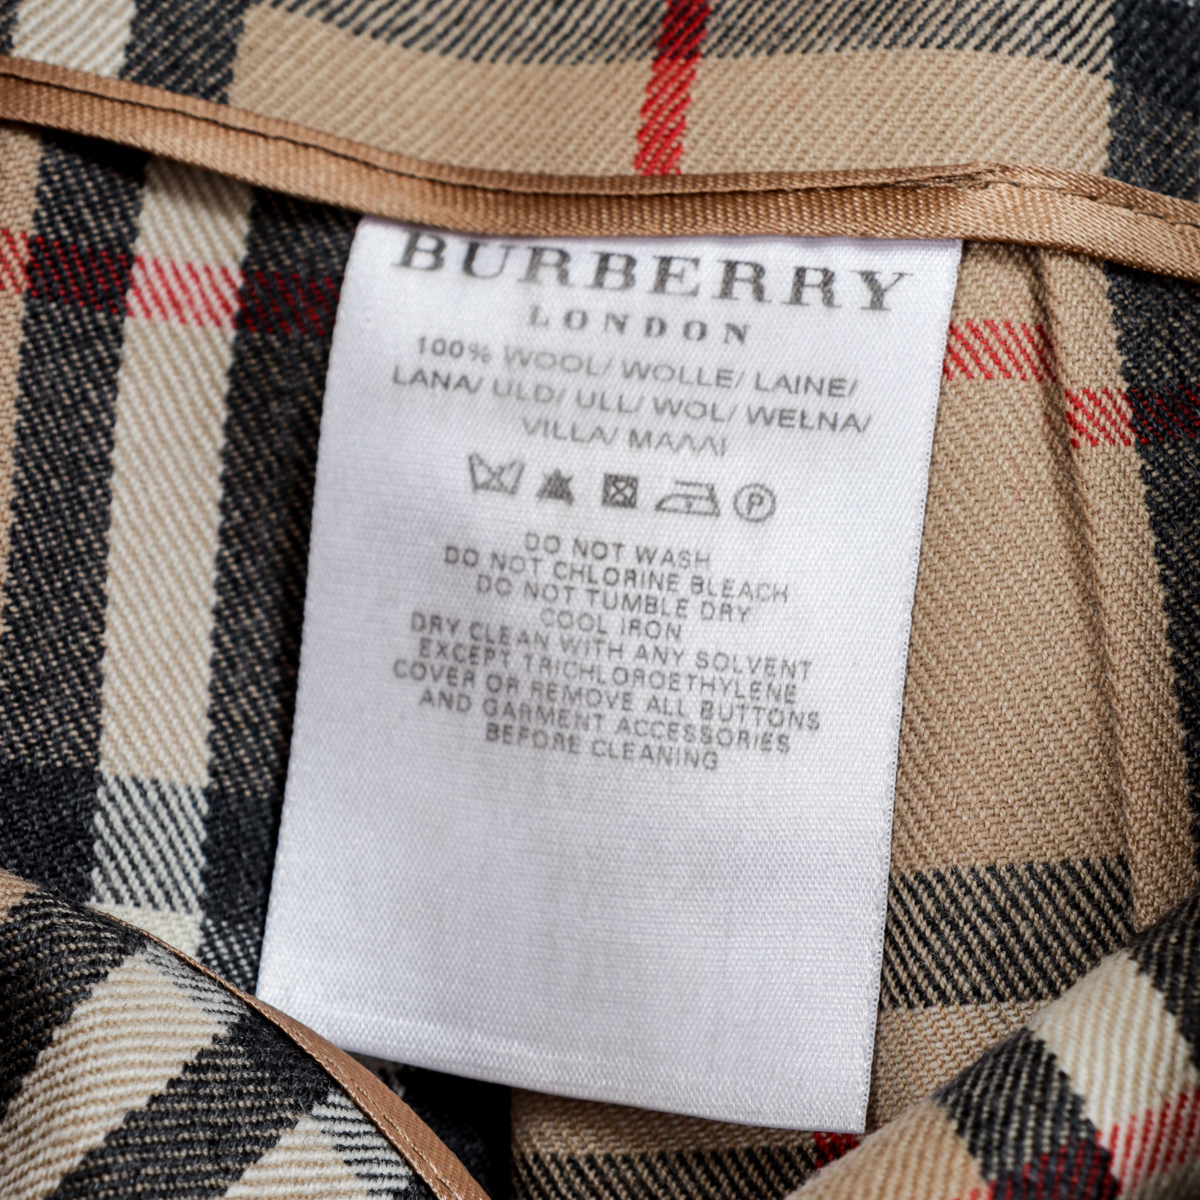 BURBERRY
LONDON
100% WOOL/ WOLLE/ LAINE/
LANA/ ULD/ ULL/ WOL/ WEŁNA/
VILLA/ ΜΑΛΛΙ
P
DO NOT WASH
DO NOT CHLORINE BLEACH
DO NOT TUMBLE DRY
COOL IRON
DRY CLEAN WITH ANY SOLVENT
EXCEPT TRICHLOROETHYLENE
COVER OR REMOVE ALL BUTTONS
AND GARMENT ACCESSORIES
BEFORE CLEANING